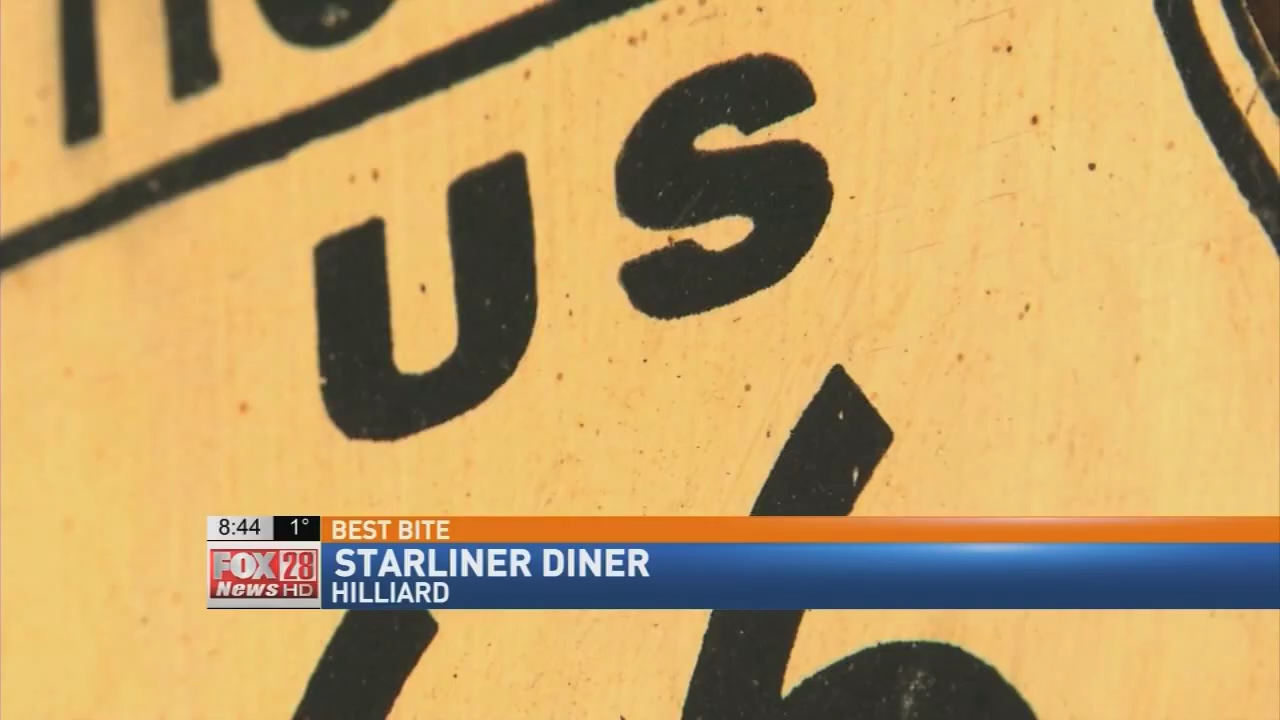 US
8:44 1°
BEST BITE
FOX 28
STARLINER DINER
News HD
HILLIARD